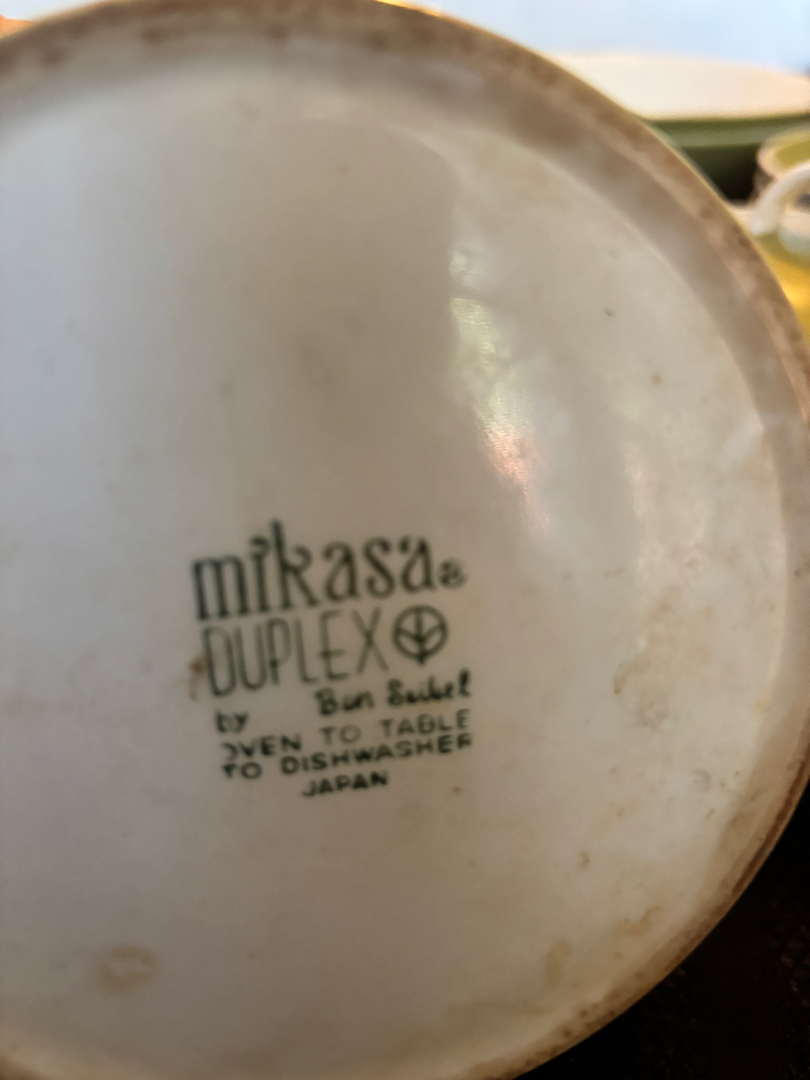 mikasa®
DUPLEX
by Ben Seibel
OVEN TO TABLE
TO DISHWASHER
JAPAN